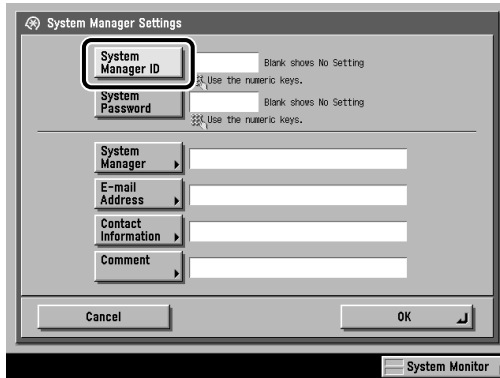 System Manager Settings
System
Manager ID
Blank shows No Setting
Use the numeric keys.
System
Password
Blank shows No Setting
Use the numeric keys.
System
Manager
E-mail
Address
Contact
Information
Comment
Cancel
OK
System Monitor